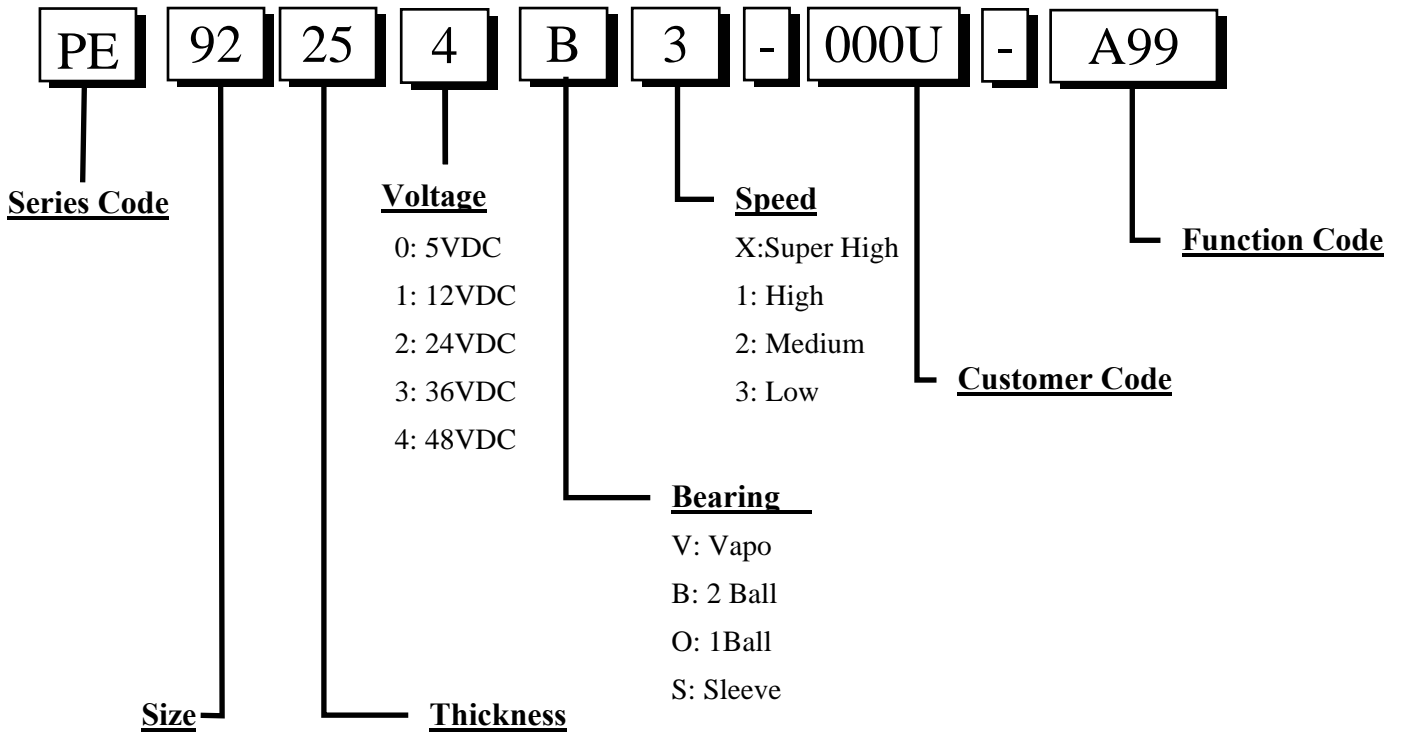 PE 92 25 4 B 3 - 000U - A99
Series Code
Voltage
0: 5VDC
1: 12VDC
2: 24VDC
3: 36VDC
4: 48VDC
Speed
X:Super High
1: High
2: Medium
3: Low
Function Code
Customer Code
Bearing
V: Vapo
B: 2 Ball
O: 1Ball
S: Sleeve
Size
Thickness